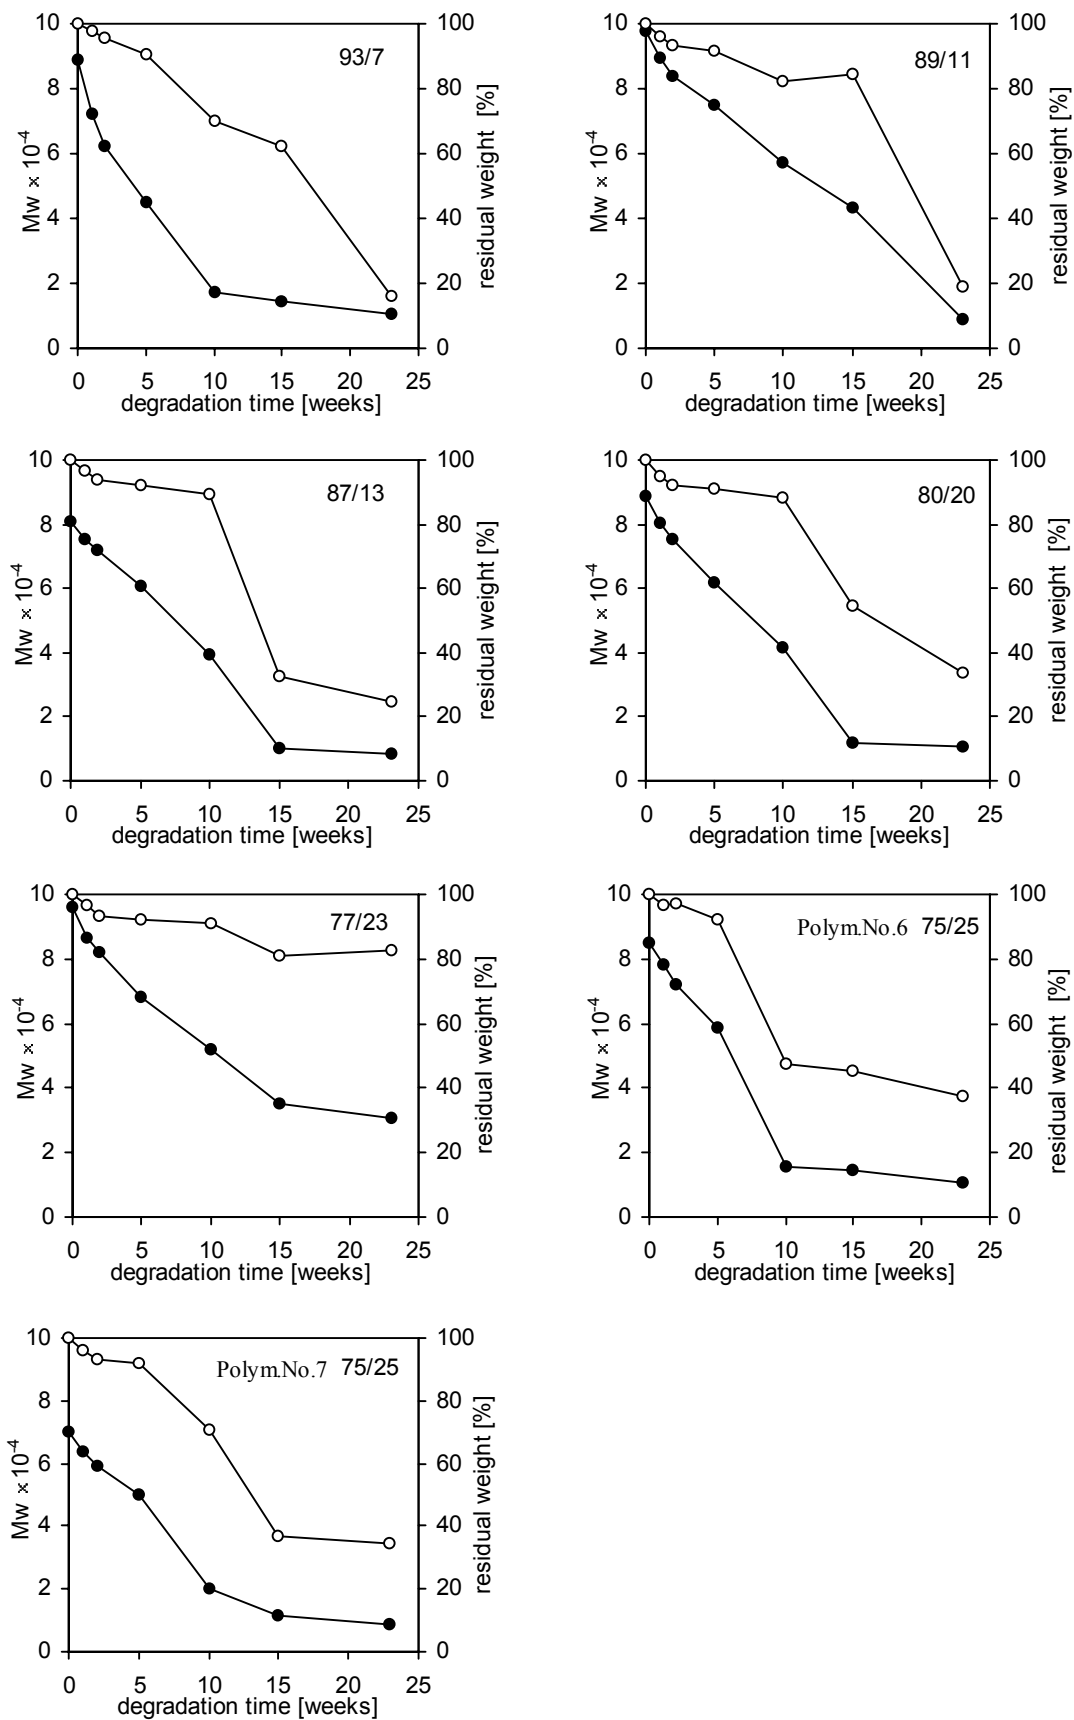 10
8
6
4
2
0
Mw × 10-4
93/7
100
80
60
40
20
0
residual weight [%]
0 5 10 15 20 25
degradation time [weeks]
10
8
6
4
2
0
Mw × 10-4
89/11
100
80
60
40
20
0
residual weight [%]
0 5 10 15 20 25
degradation time [weeks]
10
8
6
4
2
0
Mw × 10-4
87/13
100
80
60
40
20
0
residual weight [%]
0 5 10 15 20 25
degradation time [weeks]
10
8
6
4
2
0
Mw × 10-4
80/20
100
80
60
40
20
0
residual weight [%]
0 5 10 15 20 25
degradation time [weeks]
10
8
6
4
2
0
Mw × 10-4
77/23
100
80
60
40
20
0
residual weight [%]
0 5 10 15 20 25
degradation time [weeks]
10
8
6
4
2
0
Mw × 10-4
Polym.No.6 75/25
100
80
60
40
20
0
residual weight [%]
0 5 10 15 20 25
degradation time [weeks]
10
8
6
4
2
0
Mw × 10-4
Polym.No.7 75/25
100
80
60
40
20
0
residual weight [%]
0 5 10 15 20 25
degradation time [weeks]